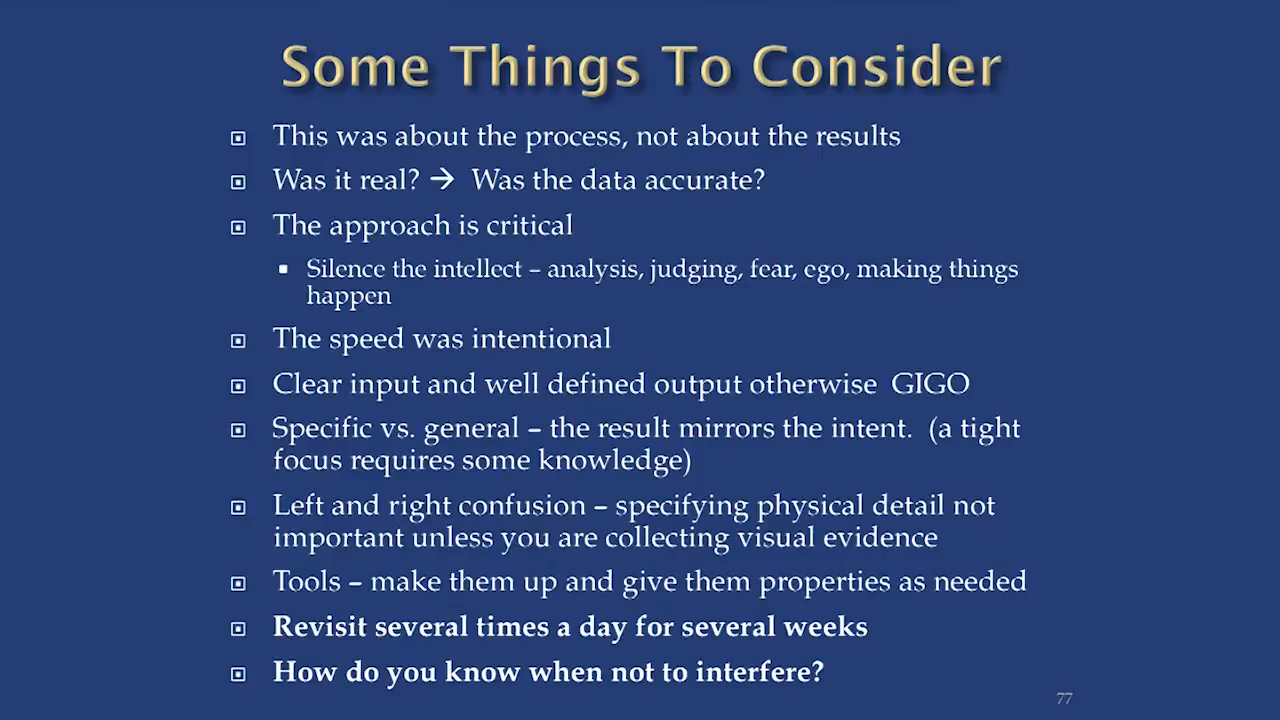 Some Things To Consider
This was about the process, not about the results
Was it real? → Was the data accurate?
The approach is critical
Silence the intellect – analysis, judging, fear, ego, making things
happen
The speed was intentional
Clear input and well defined output otherwise GIGO
Specific vs. general – the result mirrors the intent. (a tight
focus requires some knowledge)
Left and right confusion – specifying physical detail not
important unless you are collecting visual evidence
Tools – make them up and give them properties as needed
Revisit several times a day for several weeks
How do you know when not to interfere?
77